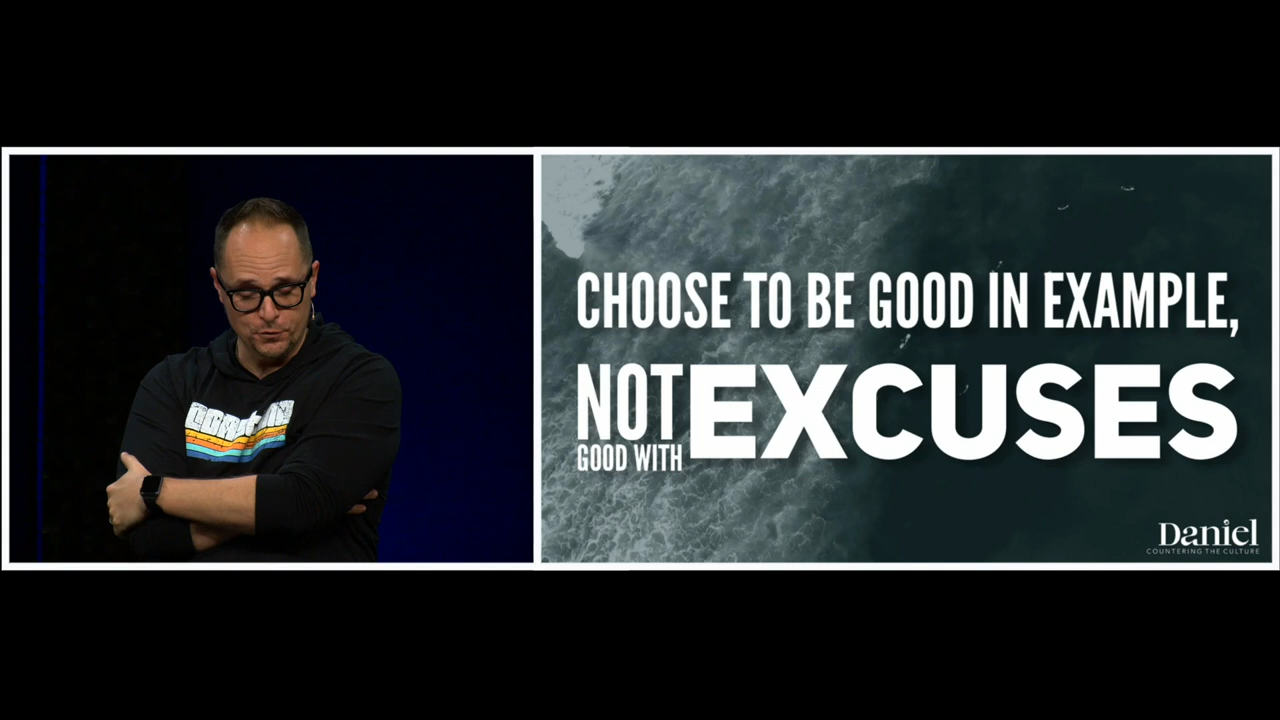 CHOOSE TO BE GOOD IN EXAMPLE,
NOT
GOOD WITH
EXCUSES
Daniel
COUNTERING THE CULTURE